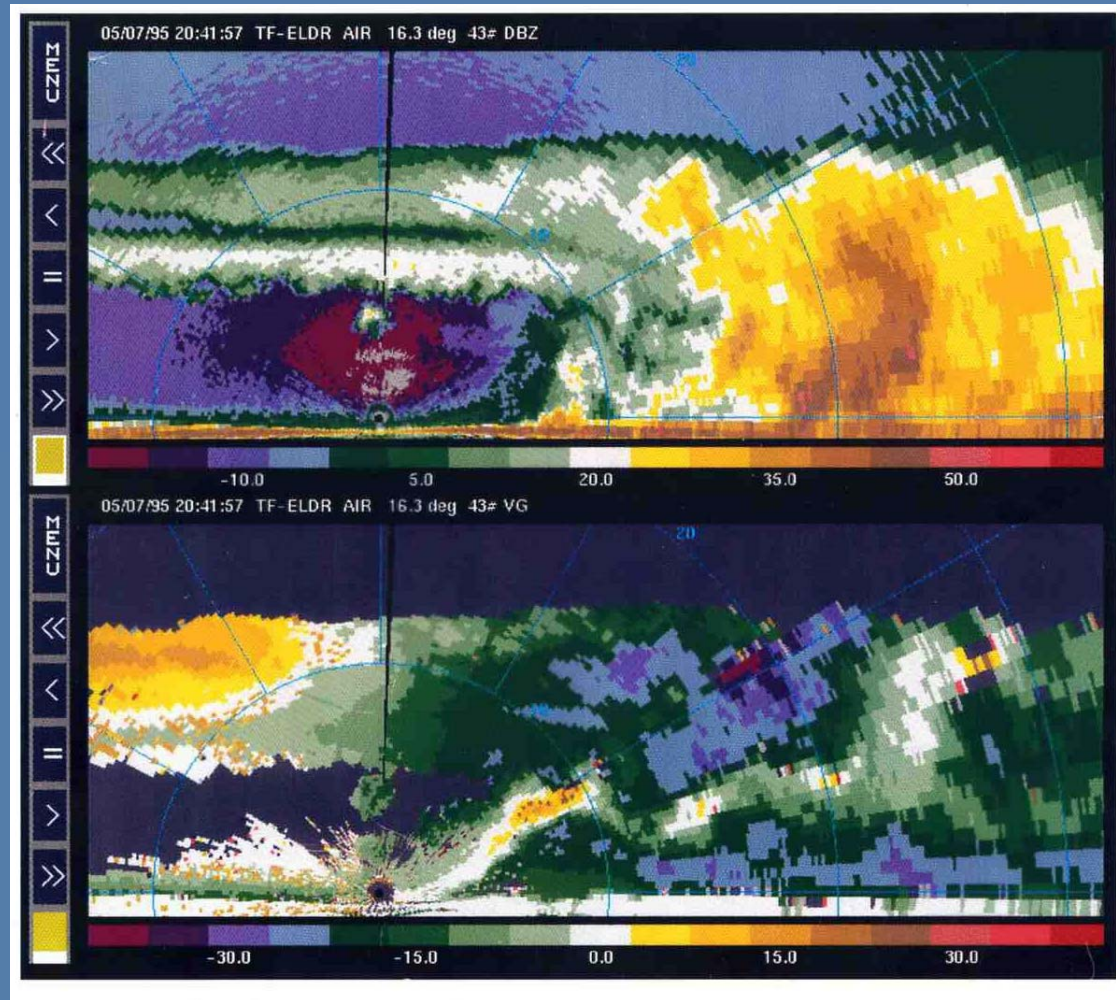 05/07/95 20:41:57 TF-ELDR AIR 16.3 deg 43# DBZ
MENU
<<
<
=
>
>>
20
10
-10.0 5.0 20.0 35.0 50.0
05/07/95 20:41:57 TF-ELDR AIR 16.3 deg 43# VG
MENU
<<
<
=
>
>>
20
10
-30.0 -15.0 0.0 15.0 30.0